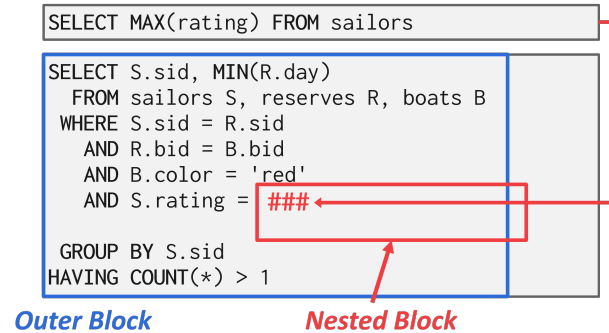 SELECT MAX(rating) FROM sailors
SELECT S.sid, MIN(R.day)
FROM sailors S, reserves R, boats B
WHERE S.sid = R.sid
AND R.bid = B.bid
AND B.color = 'red'
AND S.rating = ###
GROUP BY S.sid
HAVING COUNT(*) > 1
Outer Block
Nested Block